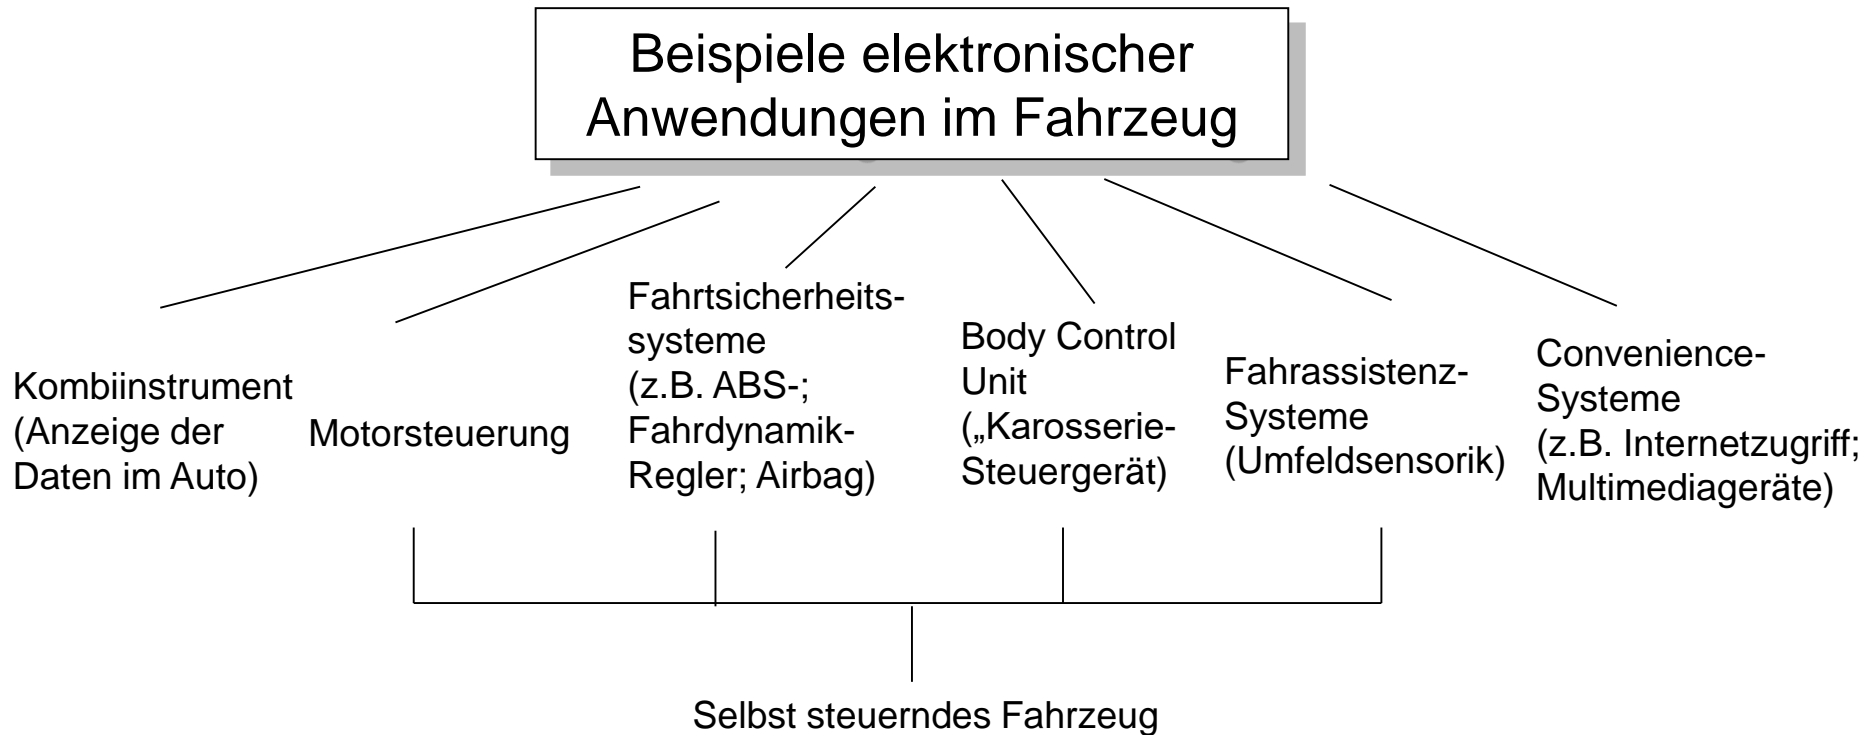 Beispiele elektronischer
Anwendungen im Fahrzeug
Kombiinstrument
(Anzeige der
Daten im Auto)
Motorsteuerung
Fahrtsicherheits-
systeme
(z.B. ABS-;
Fahrdynamik-
Regler; Airbag)
Body Control
Unit
(„Karosserie-
Steuergerät)
Fahrassistenz-
Systeme
(Umfeldsensorik)
Convenience-
Systeme
(z.B. Internetzugriff;
Multimediageräte)
Selbst steuerndes Fahrzeug